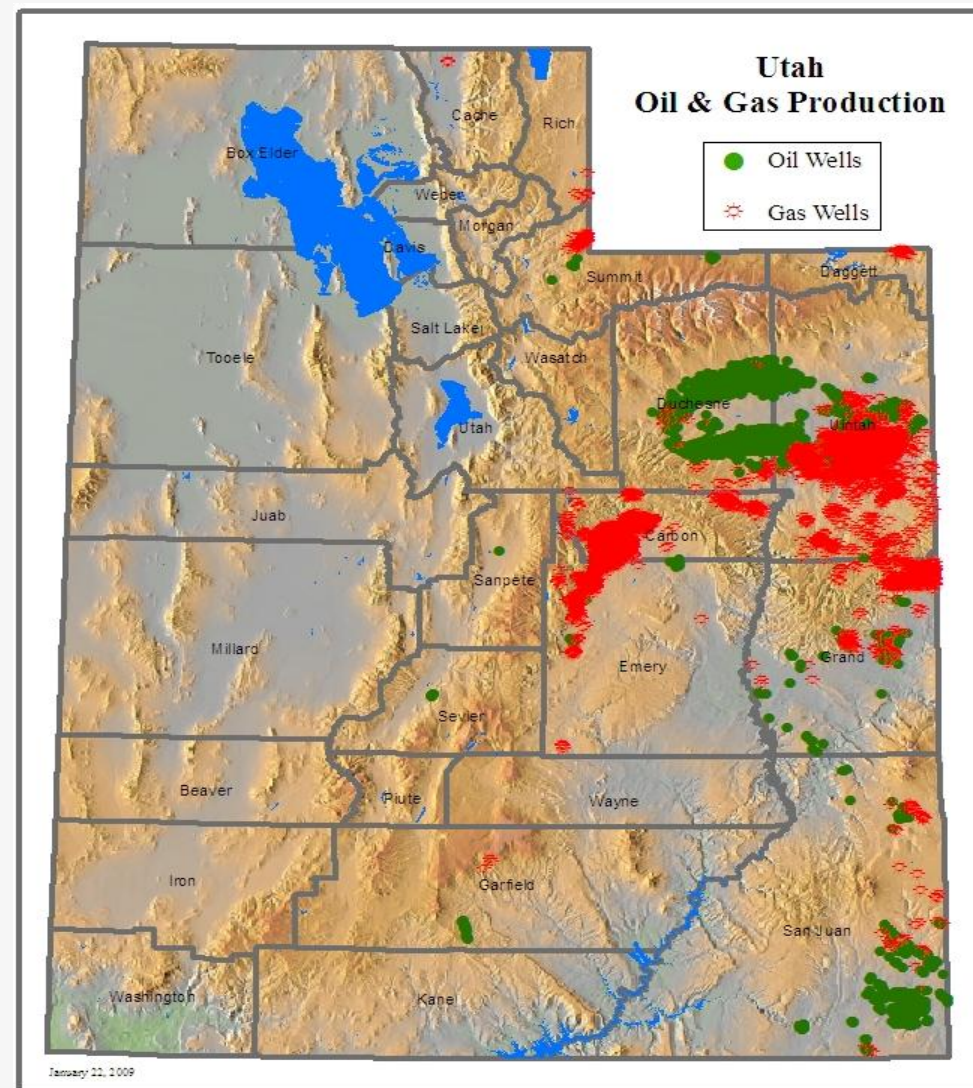 Utah
Oil & Gas Production
Oil Wells
Gas Wells
Cache
Rich
Box Elder
Weber
Morgan
Davis
Summit
Daggett
Salt Lake
Tooele
Wasatch
Duchesne
Uintah
Utah
Juab
Carbon
Sanpete
Millard
Emery
Grand
Sevier
Beaver
Piute
Wayne
Iron
Garfield
San Juan
Washington
Kane
January 22, 2009